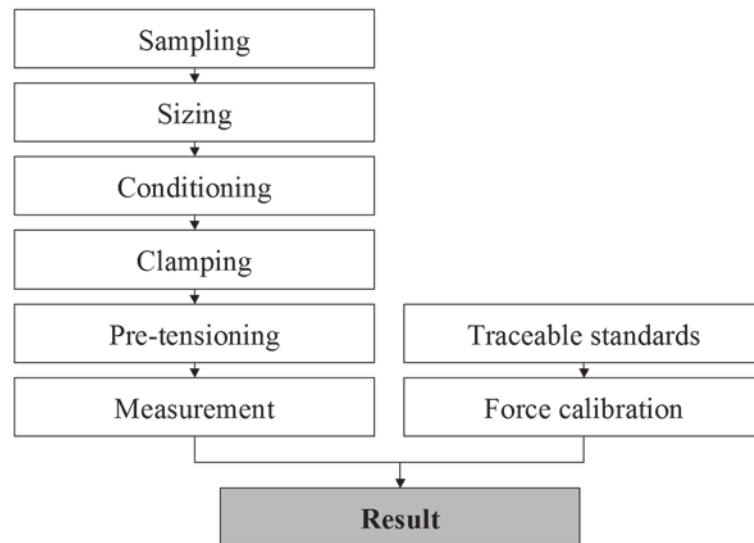 Sampling
Sizing
Conditioning
Clamping
Pre-tensioning
Traceable standards
Measurement
Force calibration
Result